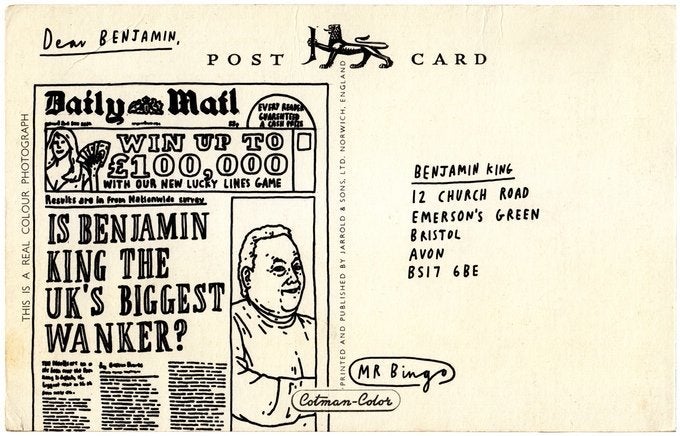 Dear BENJAMIN,
POST CARD
THIS IS A REAL COLOUR PHOTOGRAPH
Daily Mail
EVERY READER
GUARENTEED
A CASH PRIZE
WIN UP TO
£100,000
WITH OUR NEW LUCKY LINES GAME
Results are in from Nationwide survey
IS BENJAMIN
KING THE
UK'S BIGGEST
WANKER?
PRINTED AND PUBLISHED BY JARROLD & SONS, LTD. NORWICH, ENGLAND
BENJAMIN KING
12 CHURCH ROAD
EMERSON'S GREEN
BRISTOL
AVON
BS17 6BE
MR Bingo
Cotman-Color